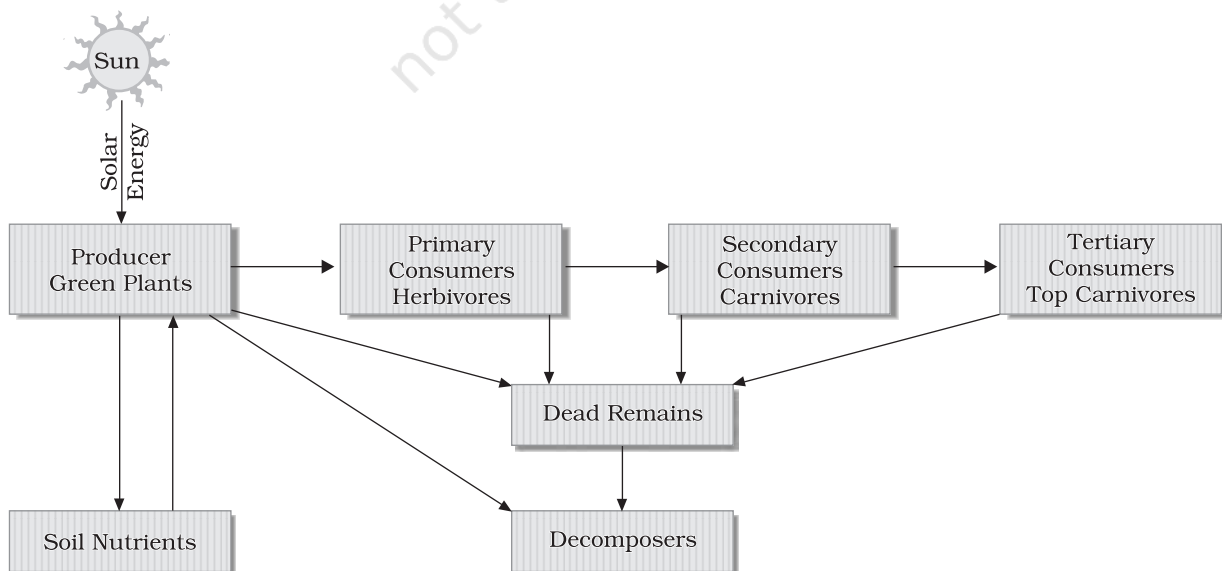 not
Sun
Solar
Energy
Producer
Green Plants
Primary
Consumers
Herbivores
Secondary
Consumers
Carnivores
Tertiary
Consumers
Top Carnivores
Dead Remains
Soil Nutrients
Decomposers